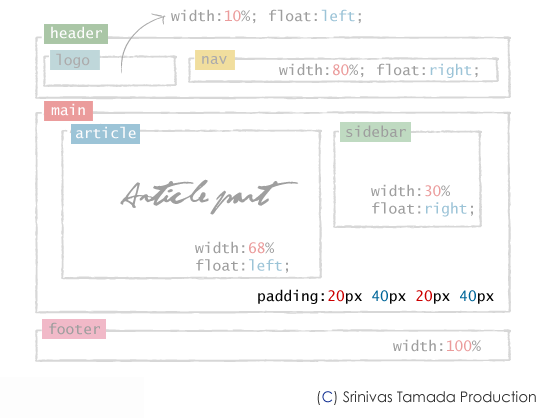 width:10%; float:left;
header
logo
nav
width:80%; float:right;
main
article
sidebar
Article part
width:30%
float:right;
width:68%
float:left;
padding:20px 40px 20px 40px
footer
width:100%
(C) Srinivas Tamada Production